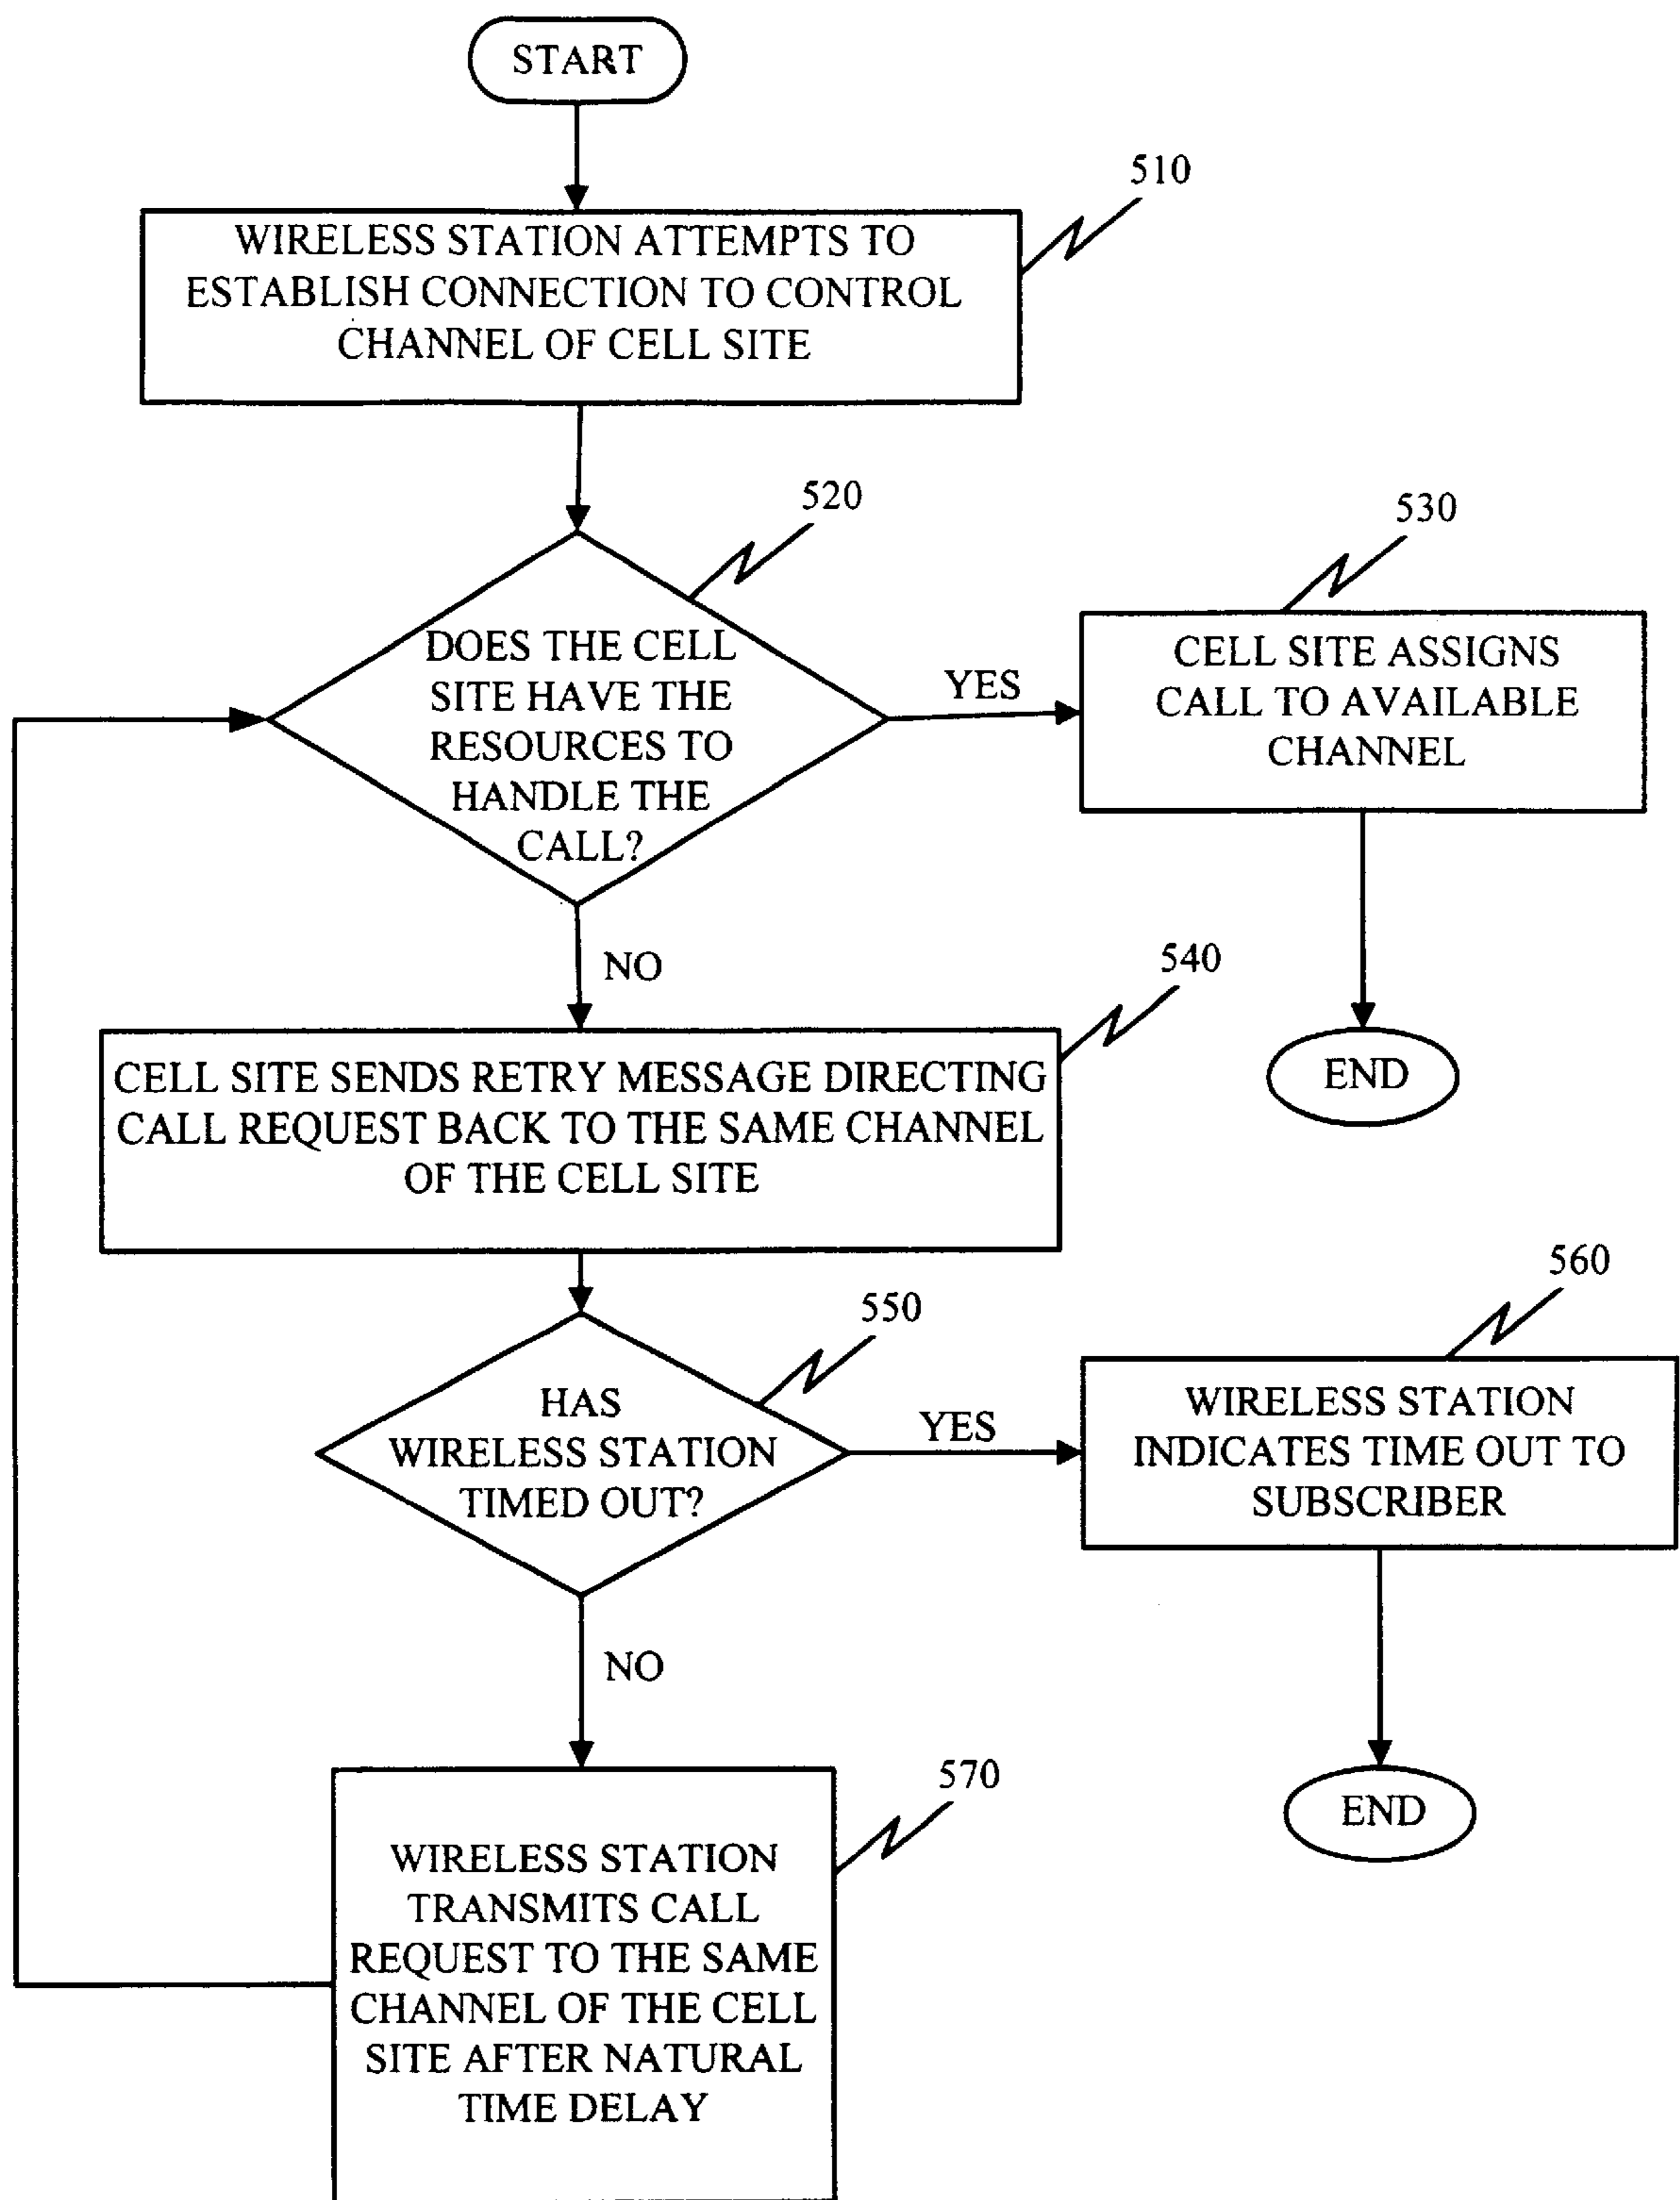 START
510
WIRELESS STATION ATTEMPTS TO
ESTABLISH CONNECTION TO CONTROL
CHANNEL OF CELL SITE
520
DOES THE CELL
SITE HAVE THE
RESOURCES TO
HANDLE THE
CALL?
YES
530
CELL SITE ASSIGNS
CALL TO AVAILABLE
CHANNEL
END
NO
540
CELL SITE SENDS RETRY MESSAGE DIRECTING
CALL REQUEST BACK TO THE SAME CHANNEL
OF THE CELL SITE
550
HAS
WIRELESS STATION
TIMED OUT?
YES
560
WIRELESS STATION
INDICATES TIME OUT TO
SUBSCRIBER
END
NO
570
WIRELESS STATION
TRANSMITS CALL
REQUEST TO THE SAME
CHANNEL OF THE CELL
SITE AFTER NATURAL
TIME DELAY